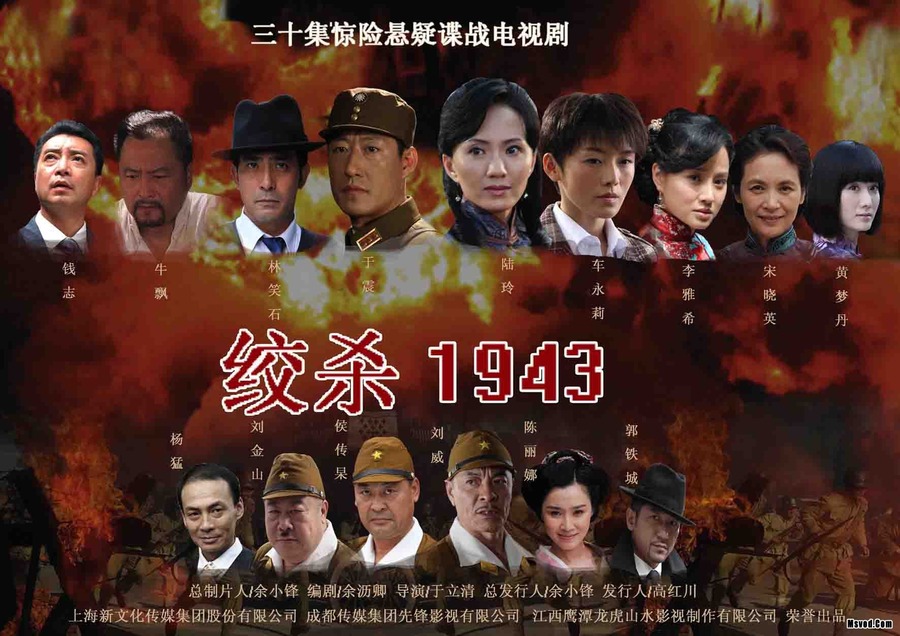 三十集惊险悬疑谍战电视剧
钱志
牛飘
林笑石
于震
陆玲
车永莉
李雅希
宋晓英
黄梦丹
绞杀 1943
杨猛
刘金山
侯传杲
刘威
陈丽娜
郭铁城
总制片人/余小锋 编剧/余沥卿 导演/于立清 总发行人/余小锋 发行人/高红川
上海新文化传媒集团股份有限公司 成都传媒集团先锋影视有限公司 江西鹰潭龙虎山水影视制作有限公司 荣誉出品
Msvod.Com